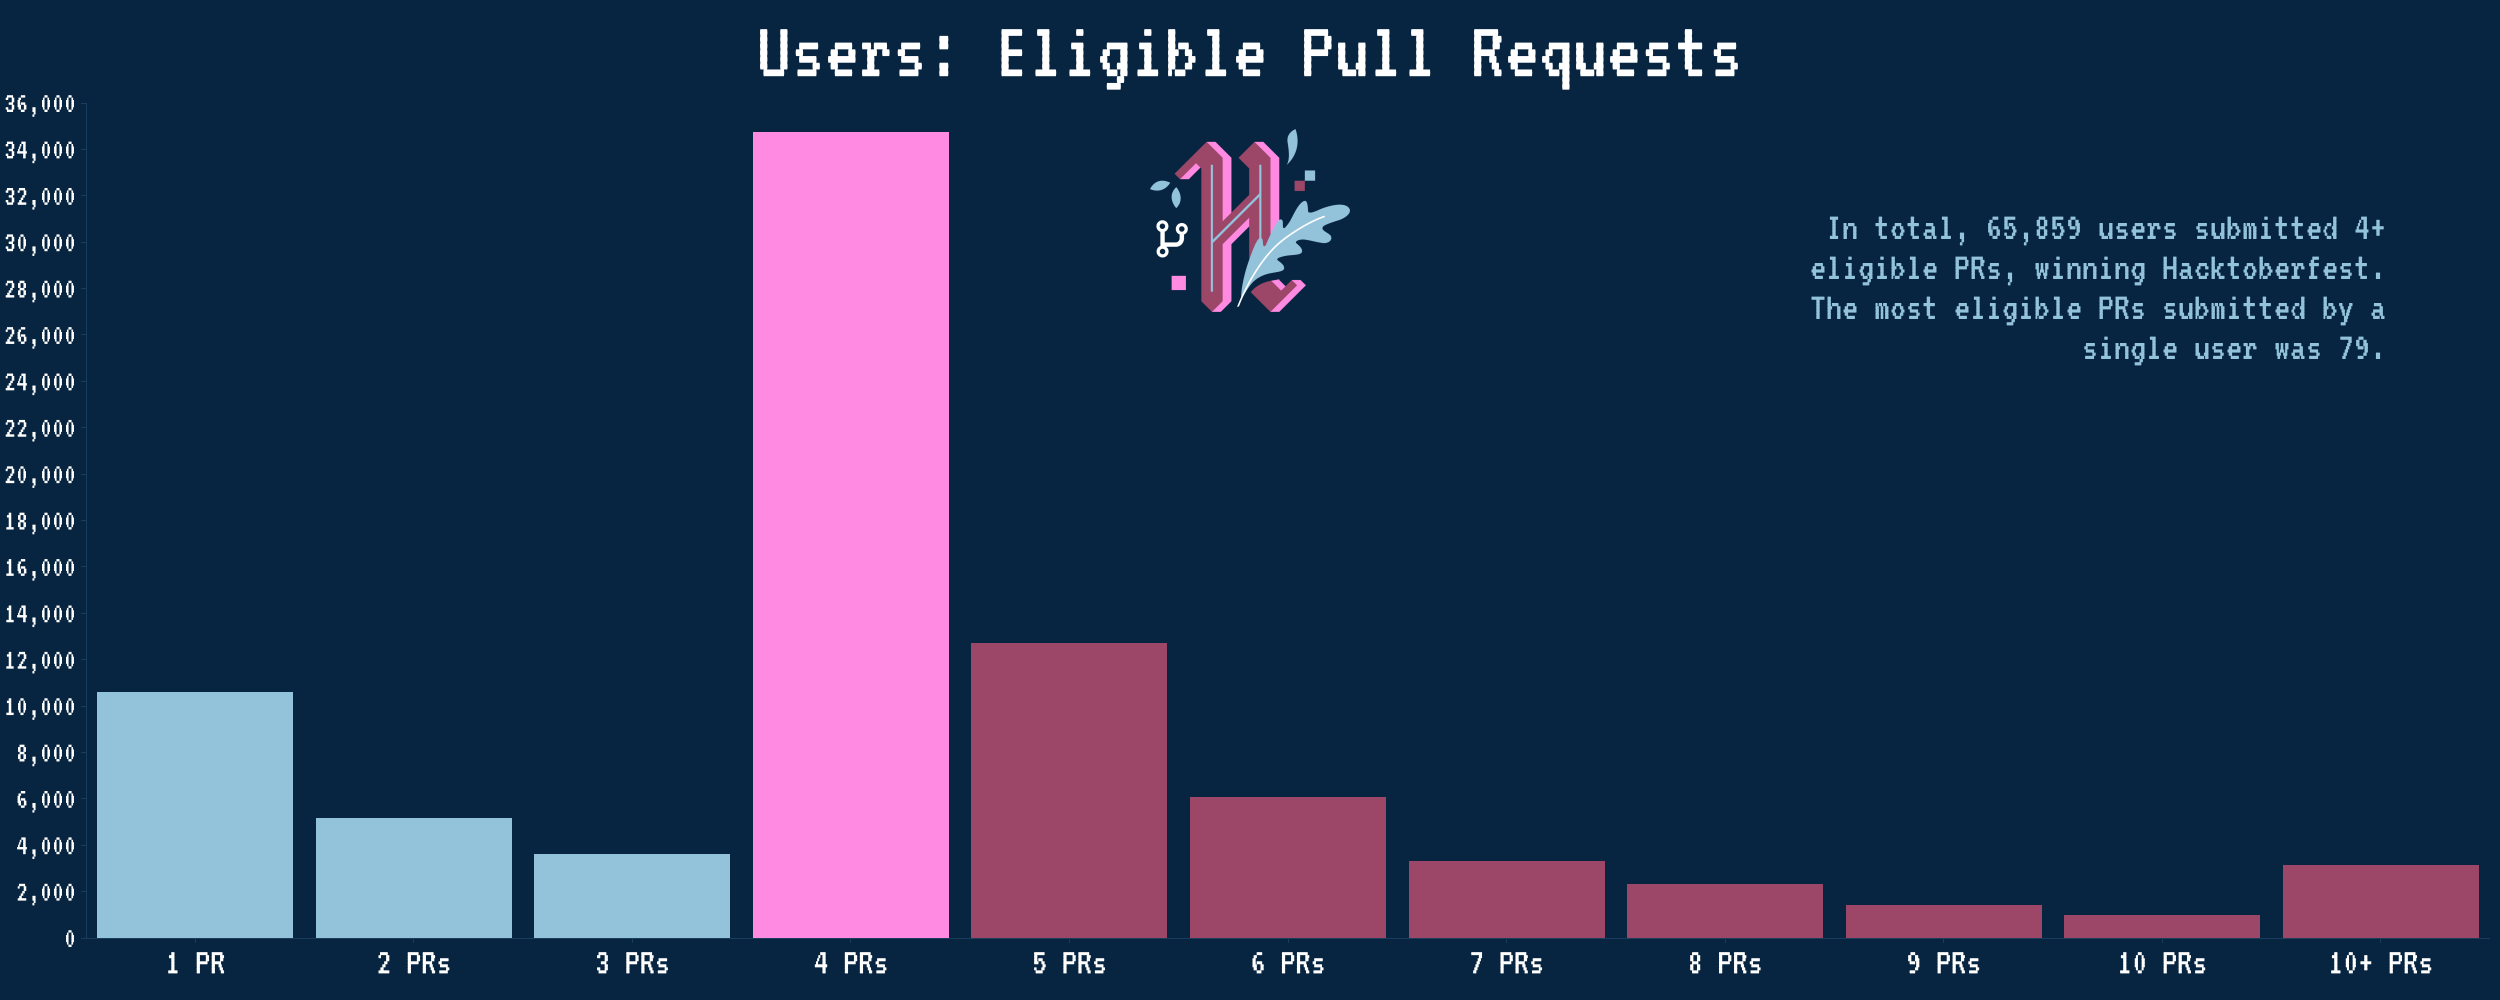 Users: Eligible Pull Requests
36,000
34,000
32,000
30,000
28,000
26,000
24,000
22,000
20,000
18,000
16,000
14,000
12,000
10,000
8,000
6,000
4,000
2,000
0
In total, 65,859 users submitted 4+
eligible PRs, winning Hacktoberfest.
The most eligible PRs submitted by a
single user was 79.
1 PR
2 PRs
3 PRs
4 PRs
5 PRs
6 PRs
7 PRs
8 PRs
9 PRs
10 PRs
10+ PRs